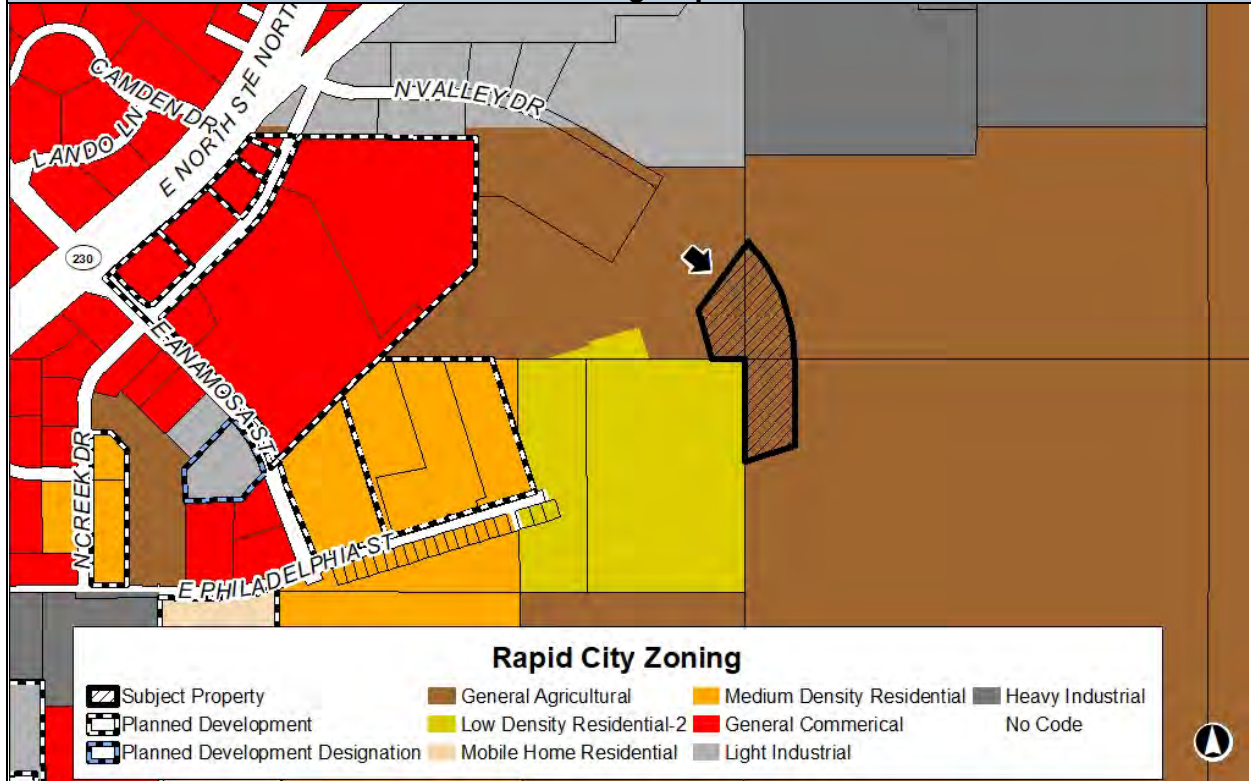 CAMDEN DR
LANDO LN
E NORTH ST
E NORTH
N VALLEY DR
230
E ANAMOSA ST
N CREEK DR
E PHILADELPHIA ST
Rapid City Zoning
Subject Property
General Agricultural
Medium Density Residential
Heavy Industrial
Planned Development
Low Density Residential-2
General Commerical
No Code
Planned Development Designation
Mobile Home Residential
Light Industrial